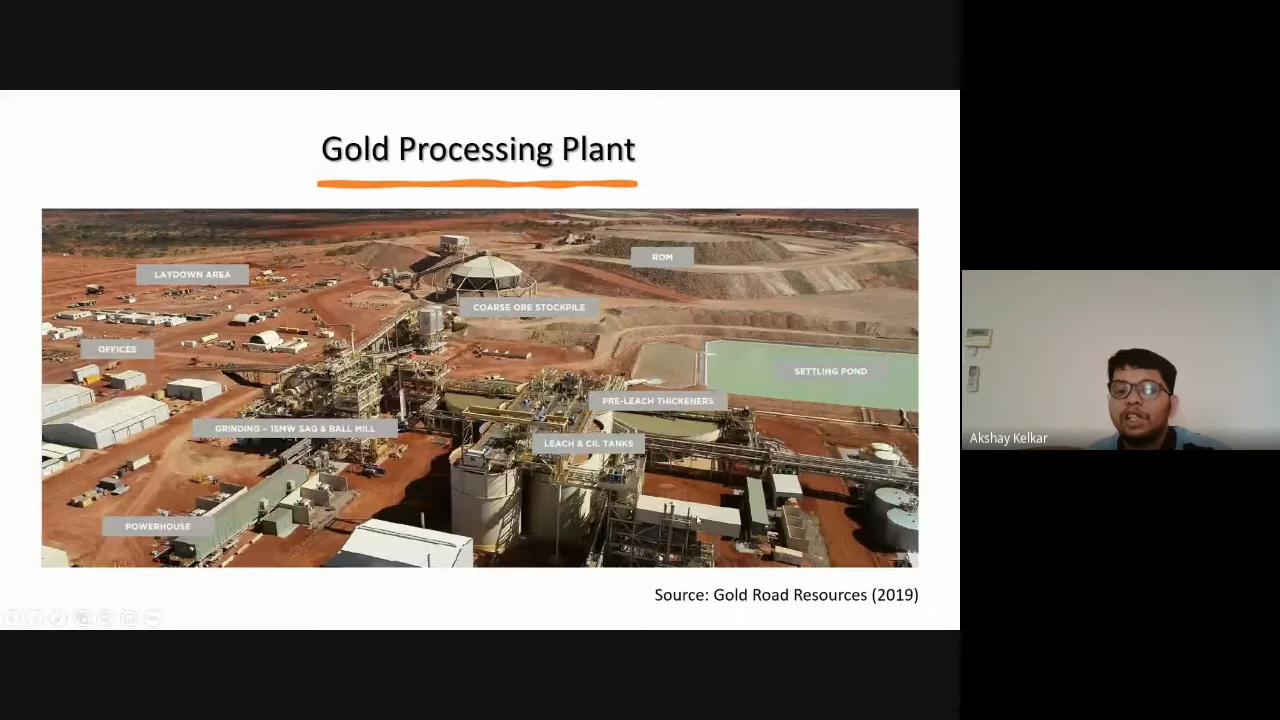 Gold Processing Plant
ROM
LAYDOWN AREA
COARSE ORE STOCKPILE
OFFICES
SETTLING POND
PRE-LEACH THICKENERS
GRINDING – 15MW SAG & BALL MILL
LEACH & CIL TANKS
POWERHOUSE
Source: Gold Road Resources (2019)
Akshay Kelkar